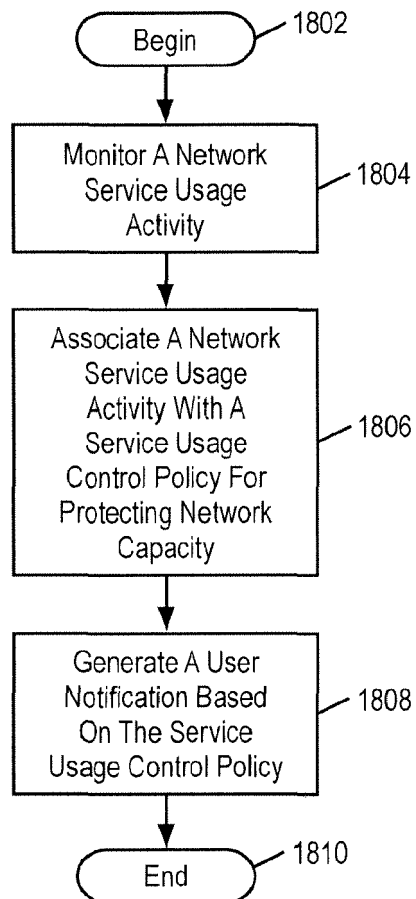 Begin
1802
Monitor A Network
Service Usage
Activity
1804
Associate A Network
Service Usage
Activity With A
Service Usage
Control Policy For
Protecting Network
Capacity
1806
Generate A User
Notification Based
On The Service
Usage Control Policy
1808
End
1810